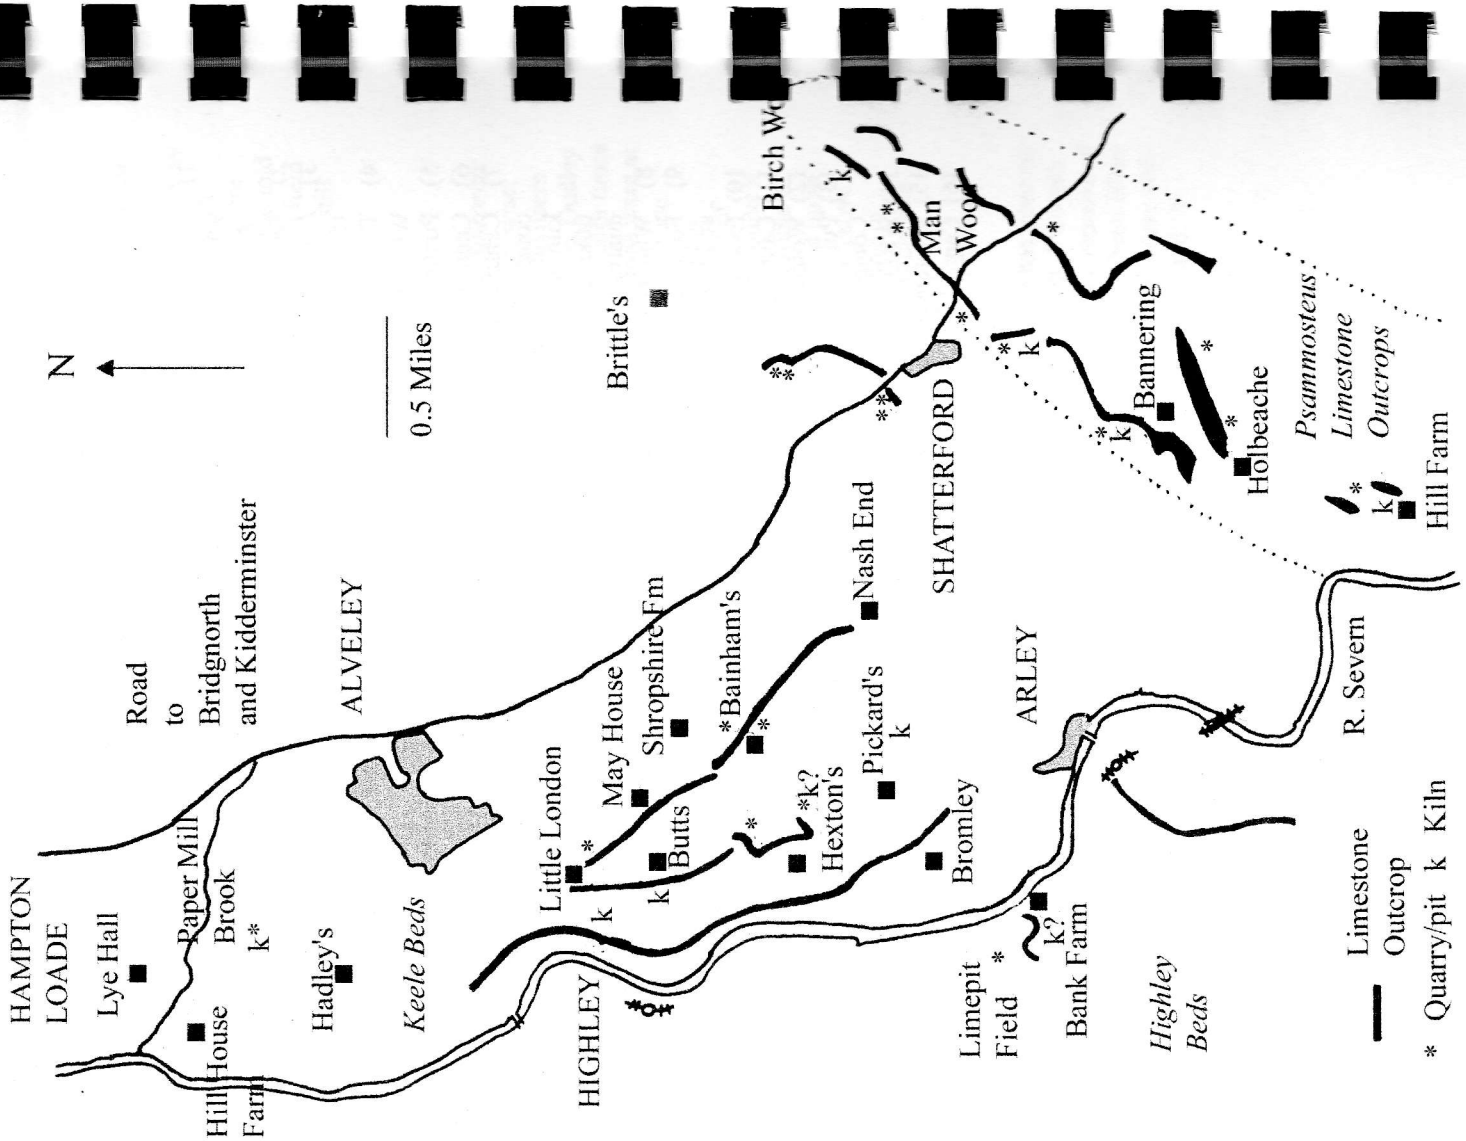 N
0.5 Miles
HAMPTON
LOADE
Lye Hall
Paper Mill
Brook
k*
Hill House
Farm
Road
to
Bridgnorth
and Kidderminster
ALVELEY
Hadley's
Keele Beds
Brittle's
Birch Wo
k
* *
Man
Wood
*
*
**
**
* k
Bannering
* k
*
*
Holbeache
Psammosteus
Limestone
Outcrops
*
k
Hill Farm
SHATTERFORD
Nash End
Shropshire Fm
May House
*Bainham's
*
Little London
*
Butts
k
k
*
*k?
Hexton's
Pickard's
k
Bromley
ARLEY
HIGHLEY
Limepit
Field *
k?
Bank Farm
Highley
Beds
R. Severn
Limestone
Outcrop
* Quarry/pit k Kiln